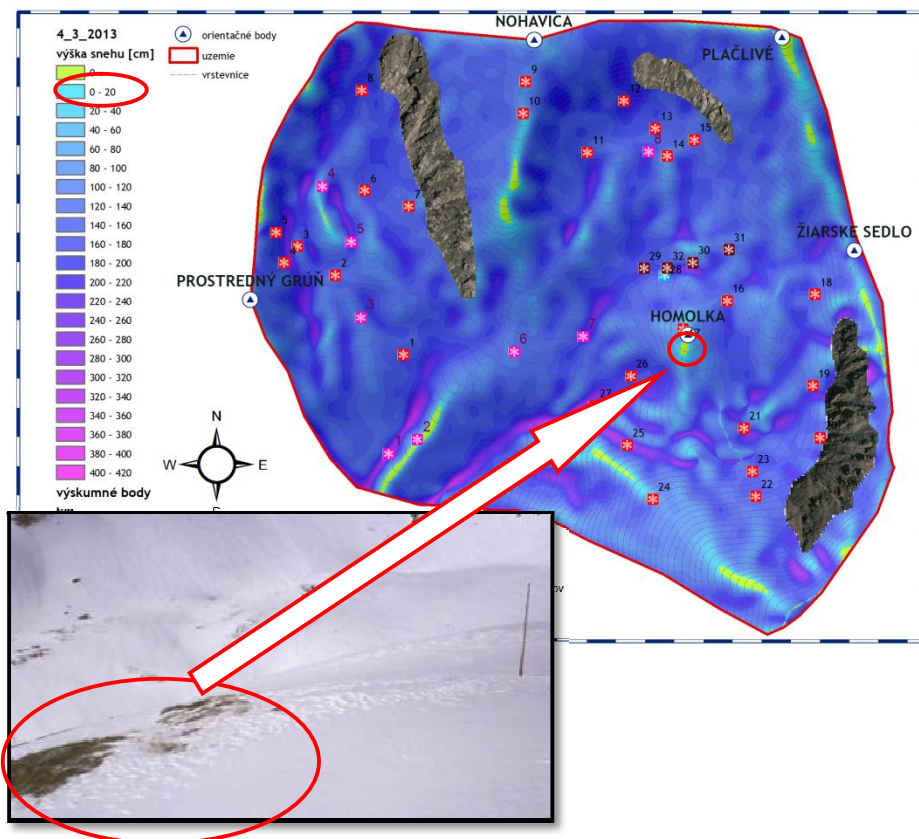 4_3_2013
výška snehu [cm]
0
0 - 20
20 - 40
40 - 60
60 - 80
80 - 100
100 - 120
120 - 140
140 - 160
160 - 180
180 - 200
200 - 220
220 - 240
240 - 260
260 - 280
280 - 300
300 - 320
320 - 340
340 - 360
360 - 380
380 - 400
400 - 420
výskumné body
orientačné body
uzemie
vrstevnice
NOHAVICA
PLAČLIVÉ
8
9
10
12
13
15
11
8
14
4
6
7
5
3
5
2
PROSTREDNÝ GRÚŇ
ŽIARSKE SEDLO
31
30
29
32
28
18
16
3
HOMOLKA
7
6
1
26
19
27
2
1
25
21
20
23
24
22
N
W
E